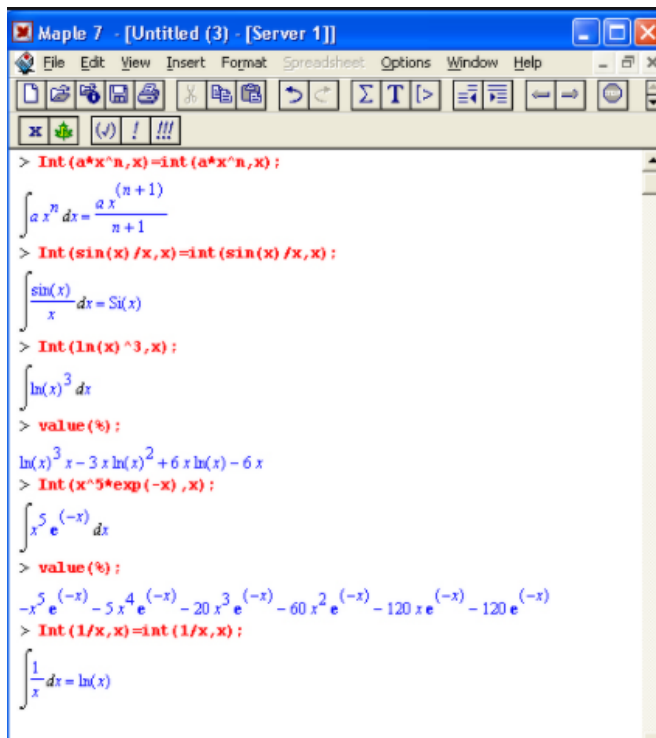 Maple 7 - [Untitled (3) - [Server 1]]
File Edit View Insert Format Spreadsheet Options Window Help
Σ T [>
x (√) ! !!!
> Int(a*x^n,x)=int(a*x^n,x);
∫ a x^n dx = a x^(n + 1) / (n + 1)
> Int(sin(x)/x,x)=int(sin(x)/x,x);
∫ sin(x)/x dx = Si(x)
> Int(ln(x)^3,x);
∫ ln(x)^3 dx
> value(%);
ln(x)^3 x − 3 x ln(x)^2 + 6 x ln(x) − 6 x
> Int(x^5*exp(-x),x);
∫ x^5 e^(−x) dx
> value(%);
−x^5 e^(−x) − 5 x^4 e^(−x) − 20 x^3 e^(−x) − 60 x^2 e^(−x) − 120 x e^(−x) − 120 e^(−x)
> Int(1/x,x)=int(1/x,x);
∫ 1/x dx = ln(x)